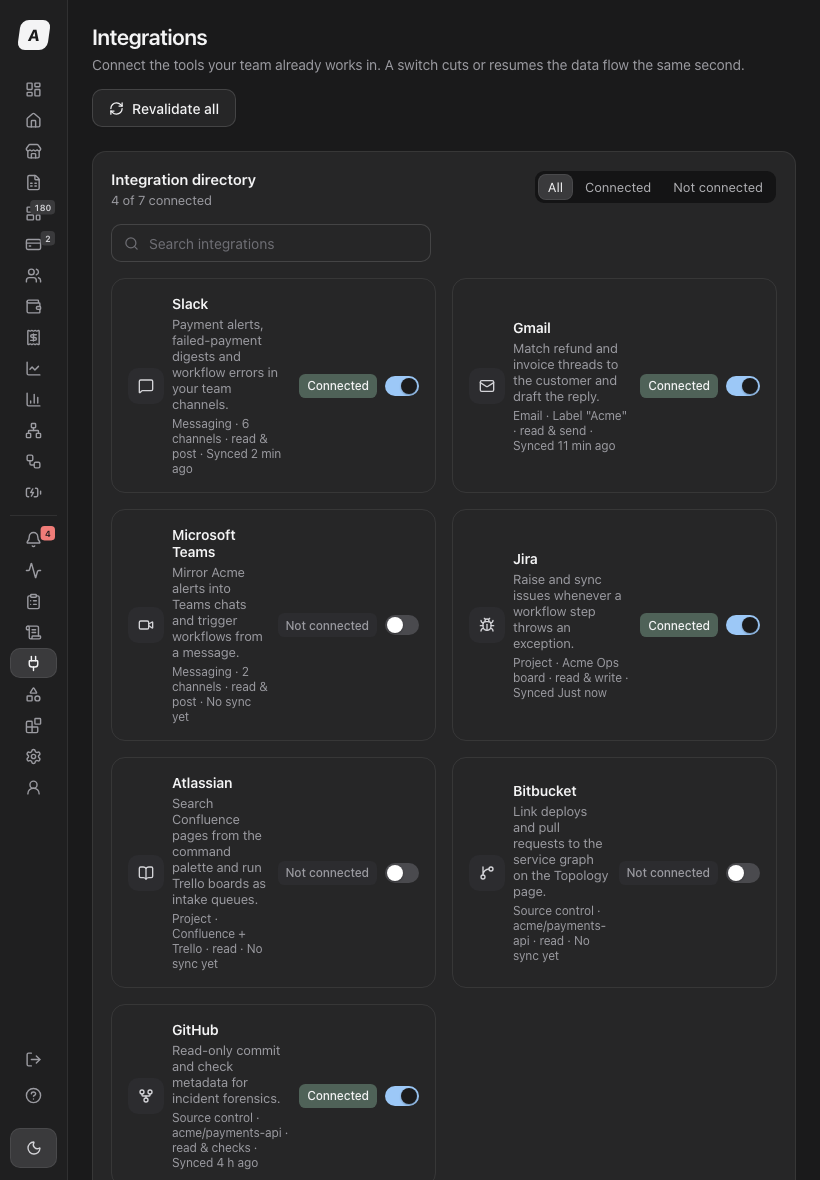 A
Integrations
Connect the tools your team already works in. A switch cuts or resumes the data flow the same second.
Revalidate all
180
2
4
Integration directory
4 of 7 connected
All
Connected
Not connected
Search integrations
Slack
Payment alerts,
failed-payment
digests and
workflow errors in
your team
channels.
Messaging · 6
channels · read &
post · Synced 2 min
ago
Connected
Gmail
Match refund and
invoice threads to
the customer and
draft the reply.
Email · Label "Acme"
· read & send ·
Synced 11 min ago
Connected
Microsoft
Teams
Mirror Acme
alerts into
Teams chats
and trigger
workflows from
a message.
Messaging · 2
channels · read &
post · No sync
yet
Not connected
Jira
Raise and sync
issues whenever a
workflow step
throws an
exception.
Project · Acme Ops
board · read & write ·
Synced Just now
Connected
Atlassian
Search
Confluence
pages from the
command
palette and run
Trello boards as
intake queues.
Project ·
Confluence +
Trello · read · No
sync yet
Not connected
Bitbucket
Link deploys
and pull
requests to the
service graph
on the Topology
page.
Source control ·
acme/payments-
api · read · No
sync yet
Not connected
GitHub
Read-only commit
and check
metadata for
incident forensics.
Source control ·
acme/payments-api ·
read & checks ·
Synced 4 h ago
Connected